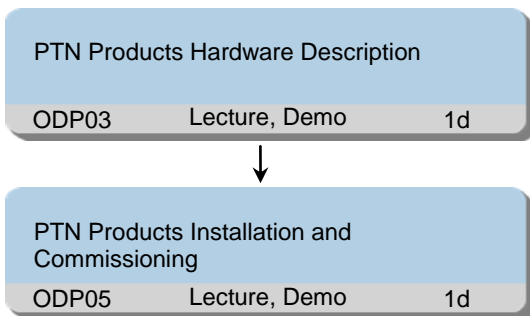 PTN Products Hardware Description
ODP03 Lecture, Demo 1d
PTN Products Installation and
Commissioning
ODP05 Lecture, Demo 1d